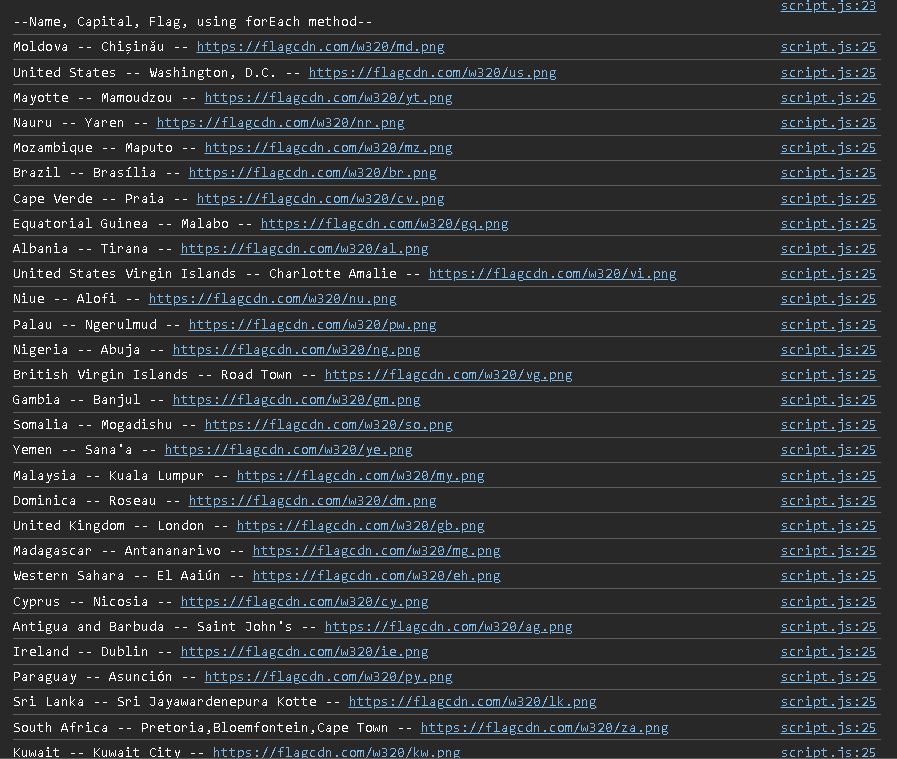 script.js:23
--Name, Capital, Flag, using forEach method--
Moldova -- Chișinău -- https://flagcdn.com/w320/md.png script.js:25
United States -- Washington, D.C. -- https://flagcdn.com/w320/us.png script.js:25
Mayotte -- Mamoudzou -- https://flagcdn.com/w320/yt.png script.js:25
Nauru -- Yaren -- https://flagcdn.com/w320/nr.png script.js:25
Mozambique -- Maputo -- https://flagcdn.com/w320/mz.png script.js:25
Brazil -- Brasília -- https://flagcdn.com/w320/br.png script.js:25
Cape Verde -- Praia -- https://flagcdn.com/w320/cv.png script.js:25
Equatorial Guinea -- Malabo -- https://flagcdn.com/w320/gq.png script.js:25
Albania -- Tirana -- https://flagcdn.com/w320/al.png script.js:25
United States Virgin Islands -- Charlotte Amalie -- https://flagcdn.com/w320/vi.png script.js:25
Niue -- Alofi -- https://flagcdn.com/w320/nu.png script.js:25
Palau -- Ngerulmud -- https://flagcdn.com/w320/pw.png script.js:25
Nigeria -- Abuja -- https://flagcdn.com/w320/ng.png script.js:25
British Virgin Islands -- Road Town -- https://flagcdn.com/w320/vg.png script.js:25
Gambia -- Banjul -- https://flagcdn.com/w320/gm.png script.js:25
Somalia -- Mogadishu -- https://flagcdn.com/w320/so.png script.js:25
Yemen -- Sana'a -- https://flagcdn.com/w320/ye.png script.js:25
Malaysia -- Kuala Lumpur -- https://flagcdn.com/w320/my.png script.js:25
Dominica -- Roseau -- https://flagcdn.com/w320/dm.png script.js:25
United Kingdom -- London -- https://flagcdn.com/w320/gb.png script.js:25
Madagascar -- Antananarivo -- https://flagcdn.com/w320/mg.png script.js:25
Western Sahara -- El Aaiún -- https://flagcdn.com/w320/eh.png script.js:25
Cyprus -- Nicosia -- https://flagcdn.com/w320/cy.png script.js:25
Antigua and Barbuda -- Saint John's -- https://flagcdn.com/w320/ag.png script.js:25
Ireland -- Dublin -- https://flagcdn.com/w320/ie.png script.js:25
Paraguay -- Asunción -- https://flagcdn.com/w320/py.png script.js:25
Sri Lanka -- Sri Jayawardenepura Kotte -- https://flagcdn.com/w320/lk.png script.js:25
South Africa -- Pretoria,Bloemfontein,Cape Town -- https://flagcdn.com/w320/za.png script.js:25
Kuwait -- Kuwait City -- https://flagcdn.com/w320/kw.png script.js:25